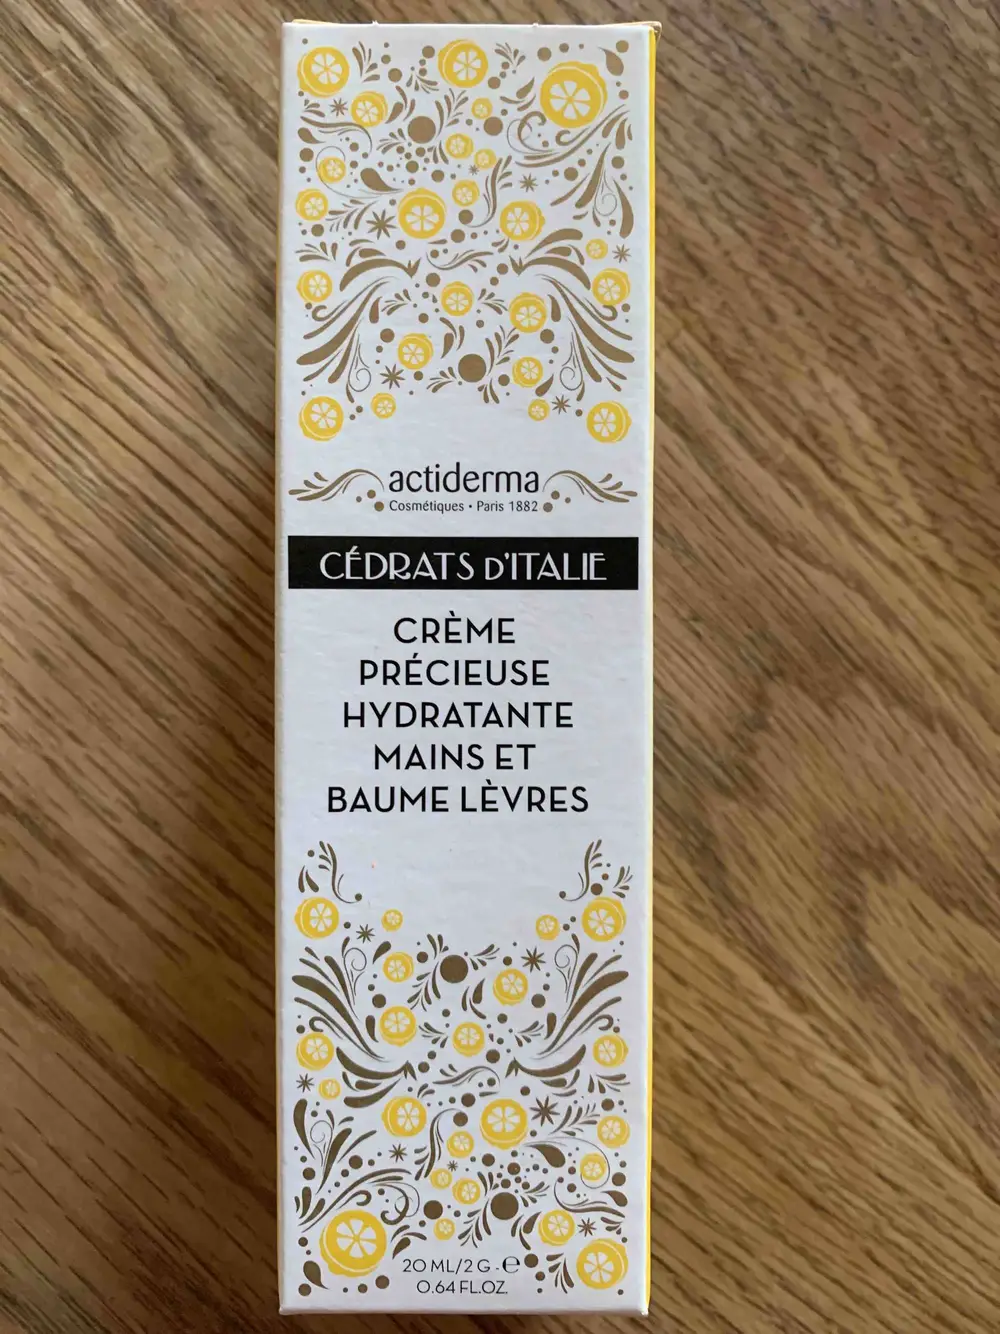 actiderma
Cosmétiques • Paris 1882
CÉDRATS D'ITALIE
CRÈME
PRÉCIEUSE
HYDRATANTE
MAINS ET
BAUME LÈVRES
20 ML/2 G - ℮
0.64 FL.OZ.